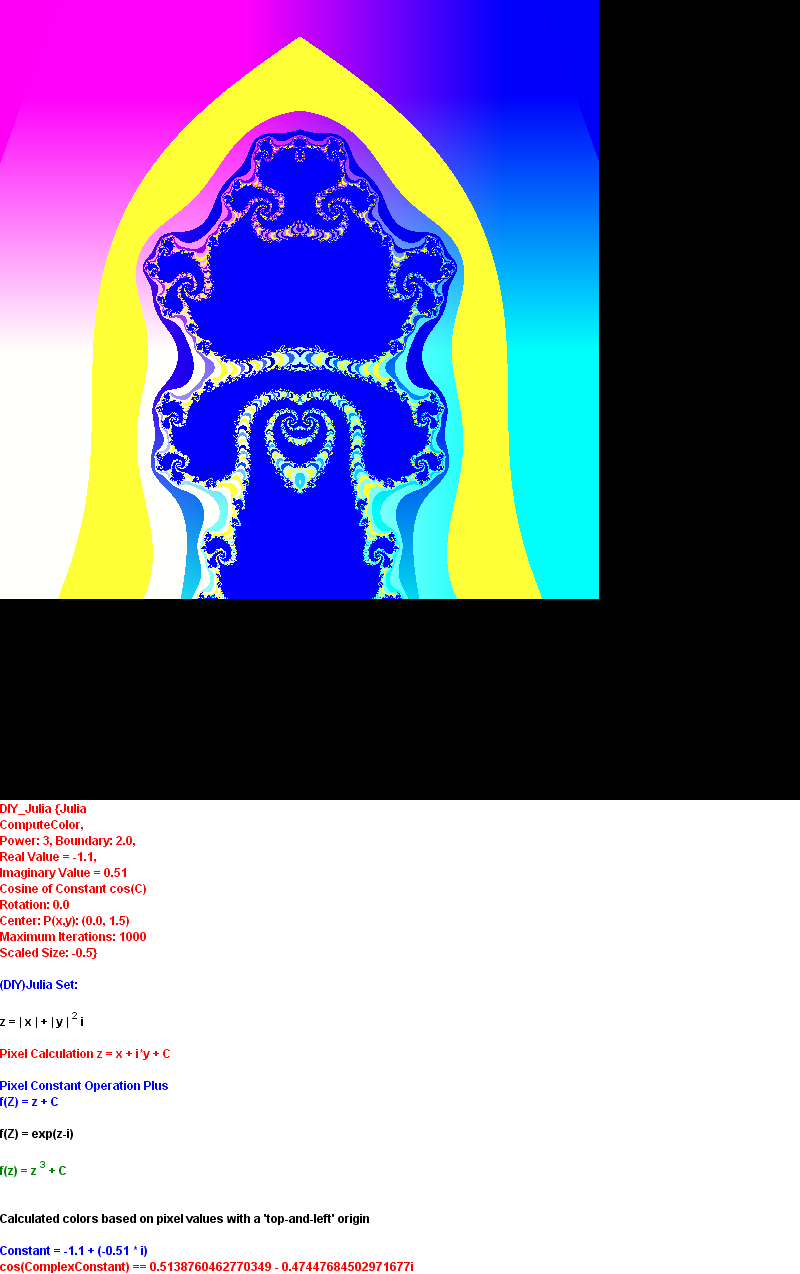 DIY_Julia {Julia
ComputeColor,
Power: 3, Boundary: 2.0,
Real Value = -1.1,
Imaginary Value = 0.51
Cosine of Constant cos(C)
Rotation: 0.0
Center: P(x,y): (0.0, 1.5)
Maximum Iterations: 1000
Scaled Size: -0.5}
(DIY)Julia Set:
z = | x | + | y | ² i
Pixel Calculation z = x + i*y + C
Pixel Constant Operation Plus
f(Z) = z + C
f(Z) = exp(z-i)
f(z) = z ³ + C
Calculated colors based on pixel values with a 'top-and-left' origin
Constant = -1.1 + (-0.51 * i)
cos(ComplexConstant) == 0.5138760462770349 - 0.47447684502971677i